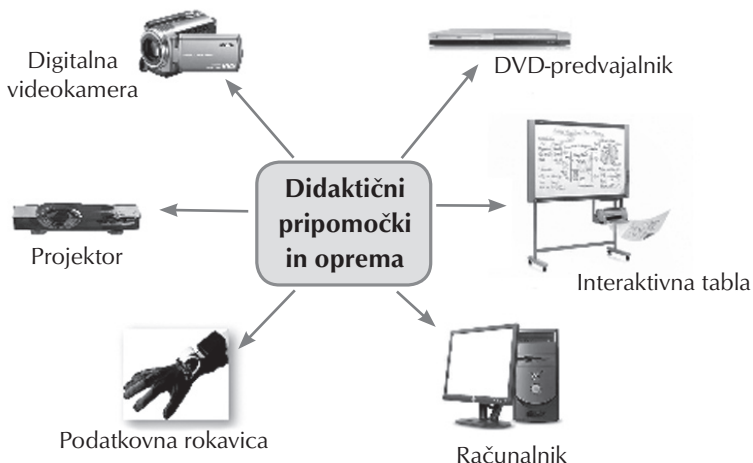 Digitalna
videokamera
DVD-predvajalnik
Didaktični
pripomočki
in oprema
Projektor
Interaktivna tabla
Podatkovna rokavica
Računalnik